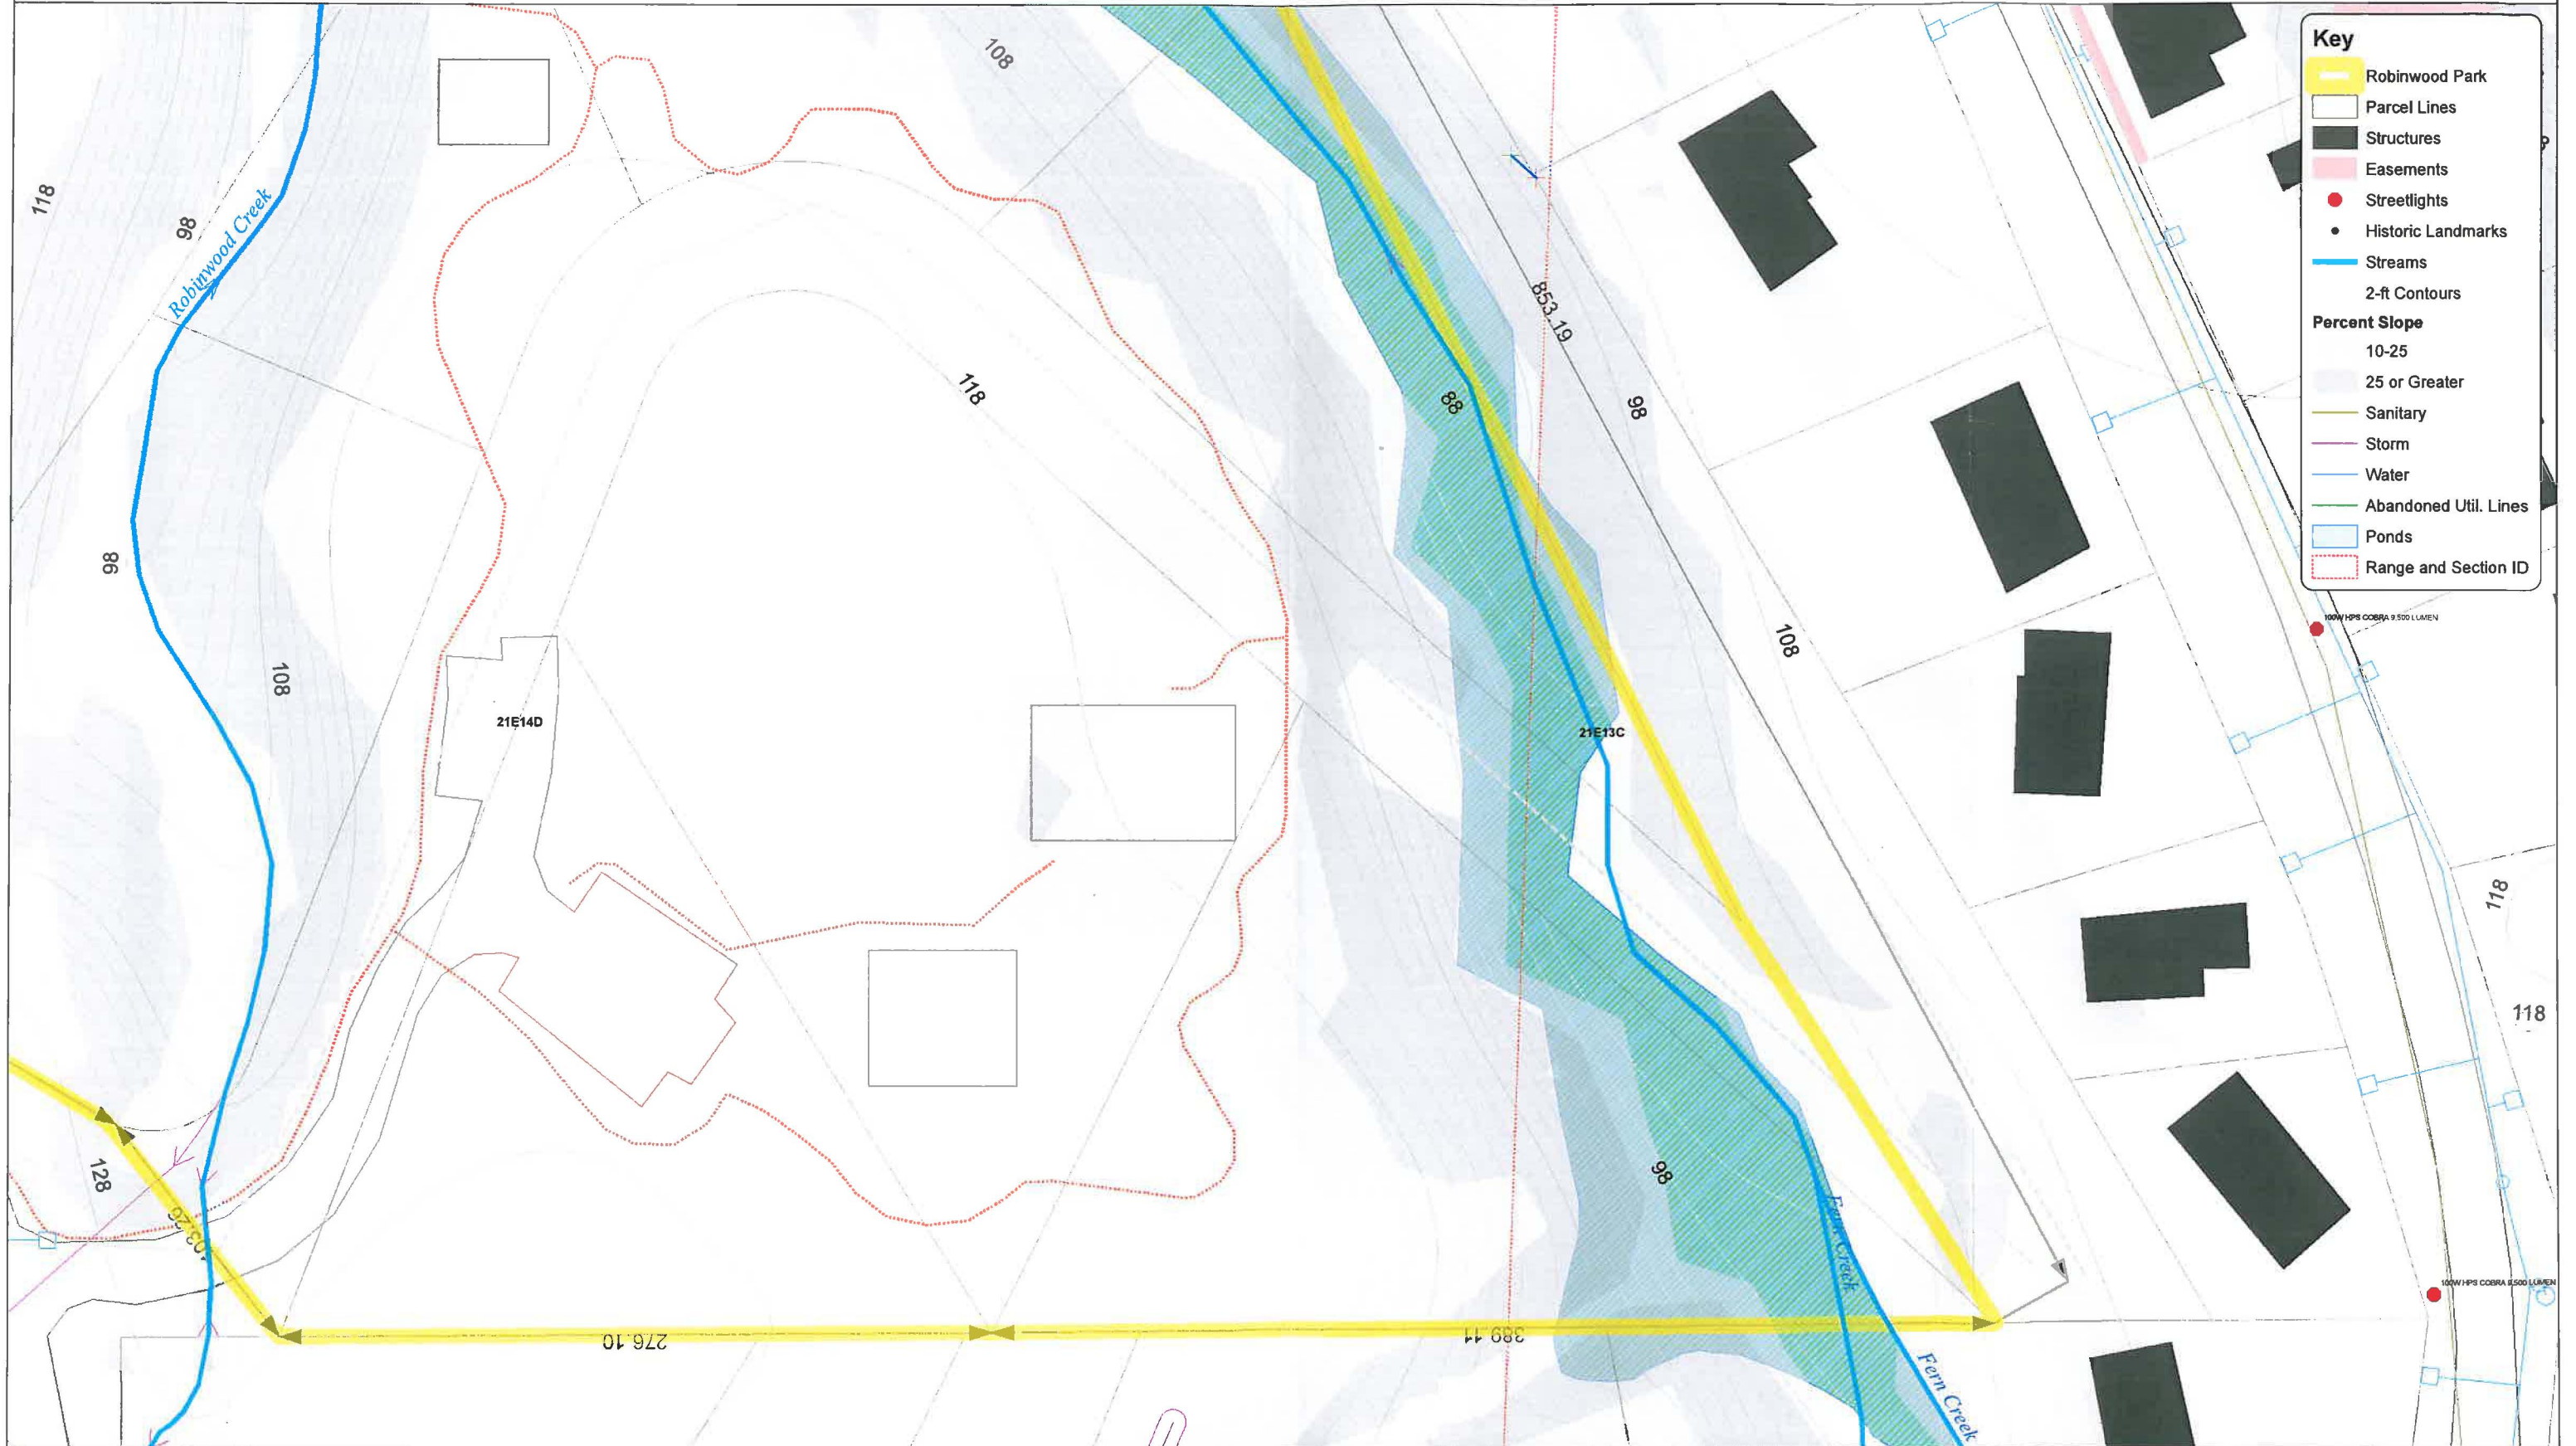 Key
Robinwood Park
Parcel Lines
Structures
Easements
Streetlights
Historic Landmarks
Streams
2-ft Contours
Percent Slope
10-25
25 or Greater
Sanitary
Storm
Water
Abandoned Util. Lines
Ponds
Range and Section ID
108
118
98
Robinwood Creek
853.19
118
88
98
98
108
108
100W HPS COBRA 9,500 LUMEN
21E14D
21E13C
118
118
128
98
Fern Creek
100W HPS COBRA 9,500 LUMEN
276.10
389.11
Fern Creek